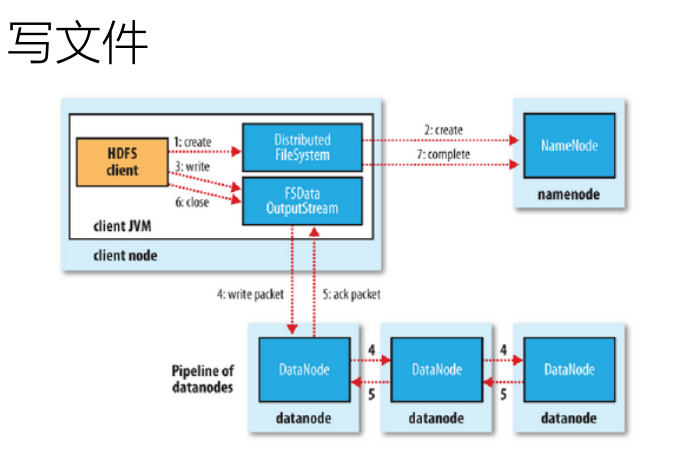 写文件
1: create
2: create
Distributed
FileSystem
NameNode
HDFS
client
3: write
7: complete
FSData
OutputStream
6: close
namenode
client JVM
client node
4: write packet
5: ack packet
Pipeline of
datanodes
DataNode
4
5
DataNode
4
5
DataNode
datanode
datanode
datanode